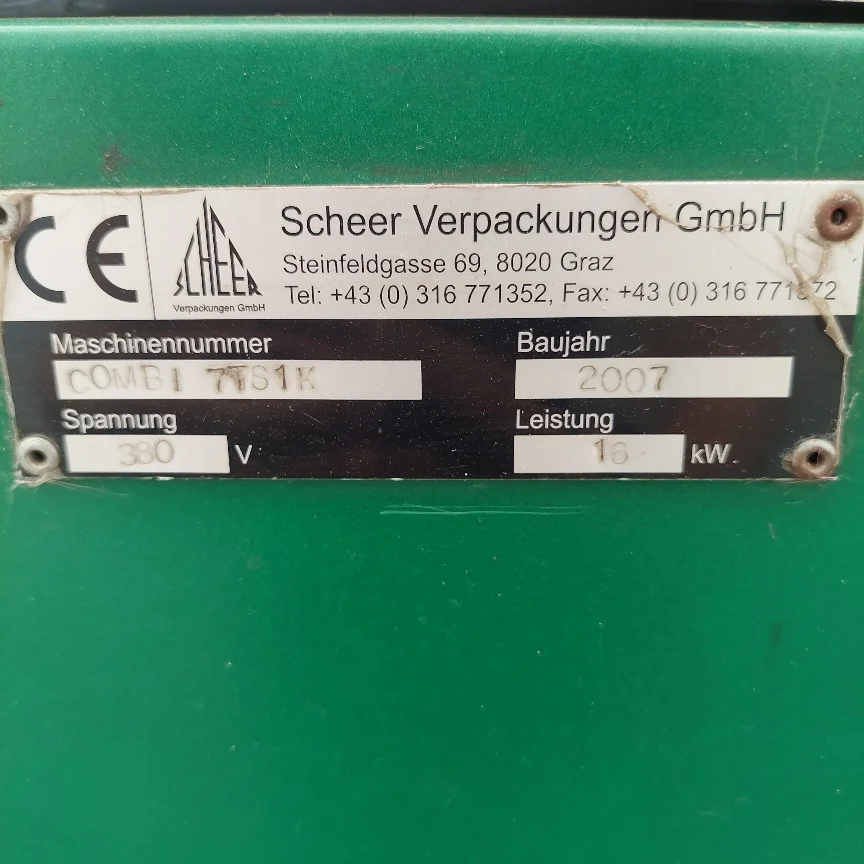 CE
SCHEER
Verpackungen GmbH
Scheer Verpackungen GmbH
Steinfeldgasse 69, 8020 Graz
Tel: +43 (0) 316 771352, Fax: +43 (0) 316
Maschinennummer
COMBI 7TS1K
Baujahr
2007
Spannung
380 V
Leistung
16 kW